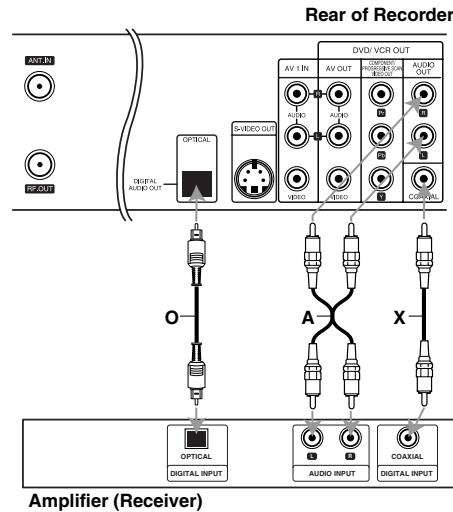 Rear of Recorder
DVD/ VCR OUT
ANT.IN
AV 1 IN
AV OUT
COMPONENT/
PROGRESSIVE SCAN
VIDEO OUT
AUDIO
OUT
R
AUDIO
AUDIO
Pr
R
S-VIDEO OUT
OPTICAL
L
Pb
L
DIGITAL
AUDIO OUT
RF.OUT
VIDEO
VIDEO
Y
COAXIAL
O
A
X
L
R
OPTICAL
COAXIAL
DIGITAL INPUT
AUDIO INPUT
DIGITAL INPUT
Amplifier (Receiver)